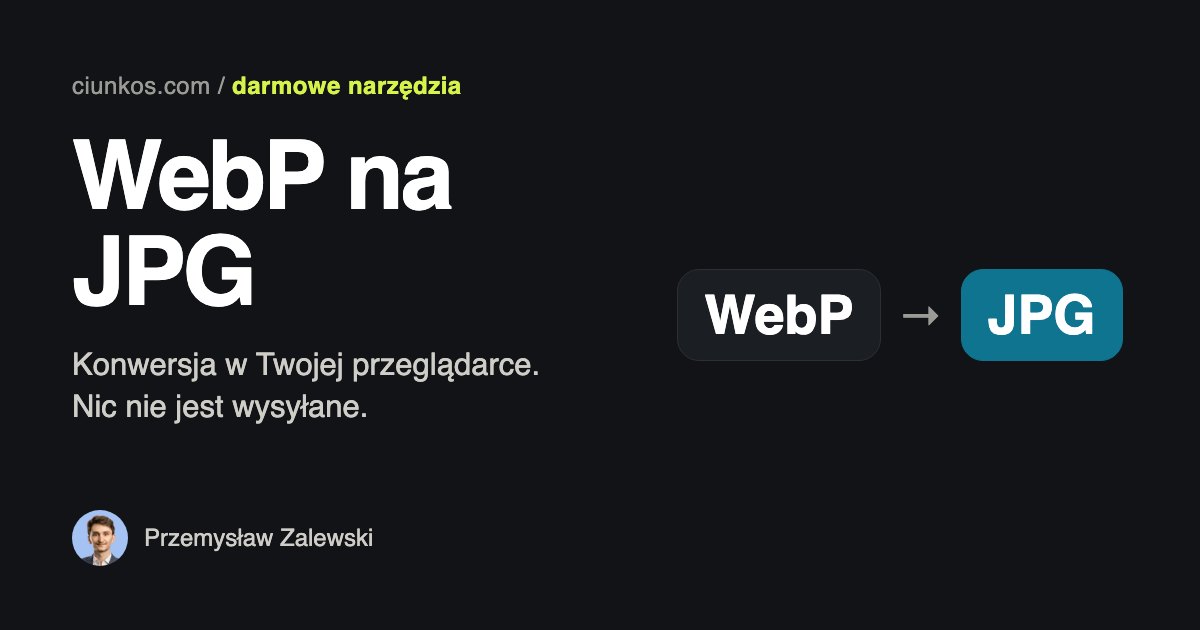 ciunkos.com / darmowe narzędzia
WebP na
JPG
Konwersja w Twojej przeglądarce.
Nic nie jest wysyłane.
WebP → JPG
Przemysław Zalewski